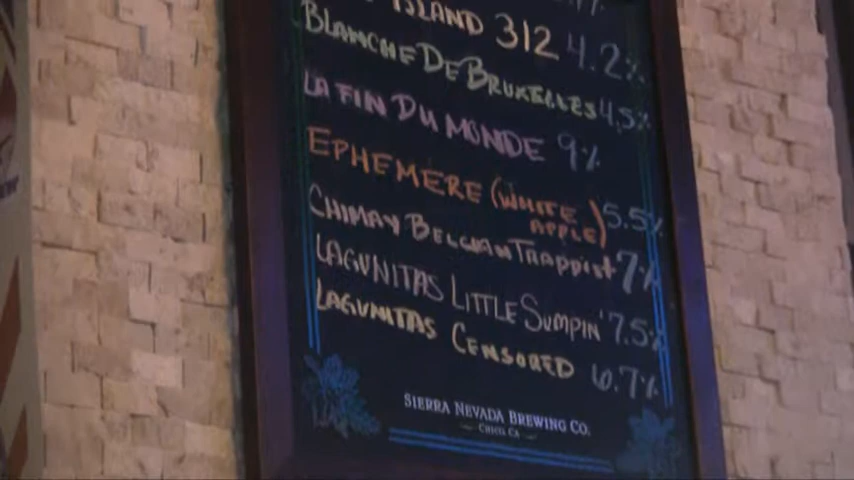 ISLAND 312 4.2%
BLANCHE DE BRUXELLES 4.5%
LA FIN DU MONDE 9%
EPHEMERE (WHITE APPLE) 5.5%
CHIMAY BELGIAN TRAPPIST 7%
LAGUNITAS LITTLE SUMPIN' 7.5%
LAGUNITAS CENSORED 6.7%
SIERRA NEVADA BREWING CO.
CHICO, CA